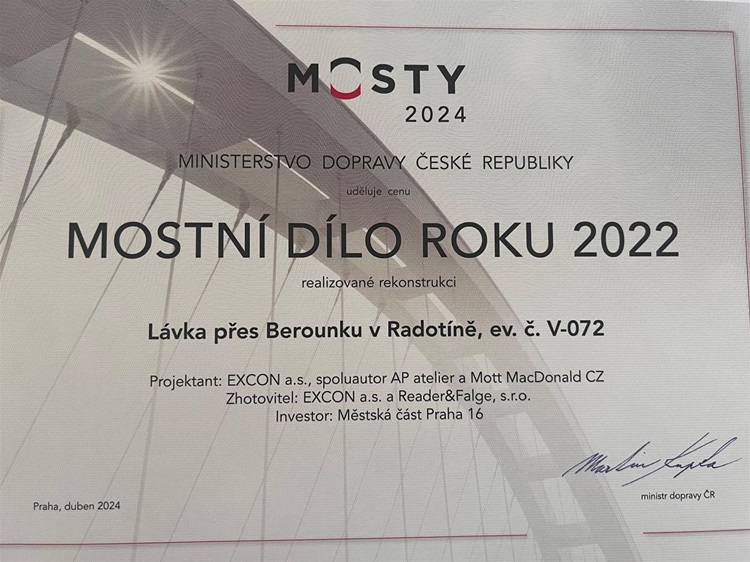 MOSTY
2024
MINISTERSTVO DOPRAVY ČESKÉ REPUBLIKY
uděluje cenu
MOSTNÍ DÍLO ROKU 2022
realizované rekonstrukci
Lávka přes Berounku v Radotíně, ev. č. V-072
Projektant: EXCON a.s., spoluautor AP atelier a Mott MacDonald CZ
Zhotovitel: EXCON a.s. a Reader&Falge, s.r.o.
Investor: Městská část Praha 16
Martin Kupka
ministr dopravy ČR
Praha, duben 2024